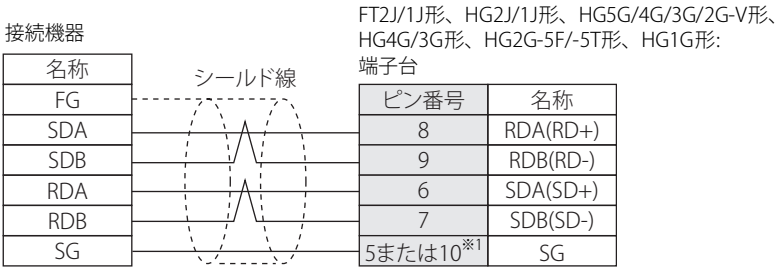 FT2J/1J形、HG2J/1J形、HG5G/4G/3G/2G-V形、
HG4G/3G形、HG2G-5F/-5T形、HG1G形:
端子台
接続機器
シールド線
名称
FG
SDA
SDB
RDA
RDB
SG
ピン番号 名称
8 RDA(RD+)
9 RDB(RD-)
6 SDA(SD+)
7 SDB(SD-)
5または10※1 SG